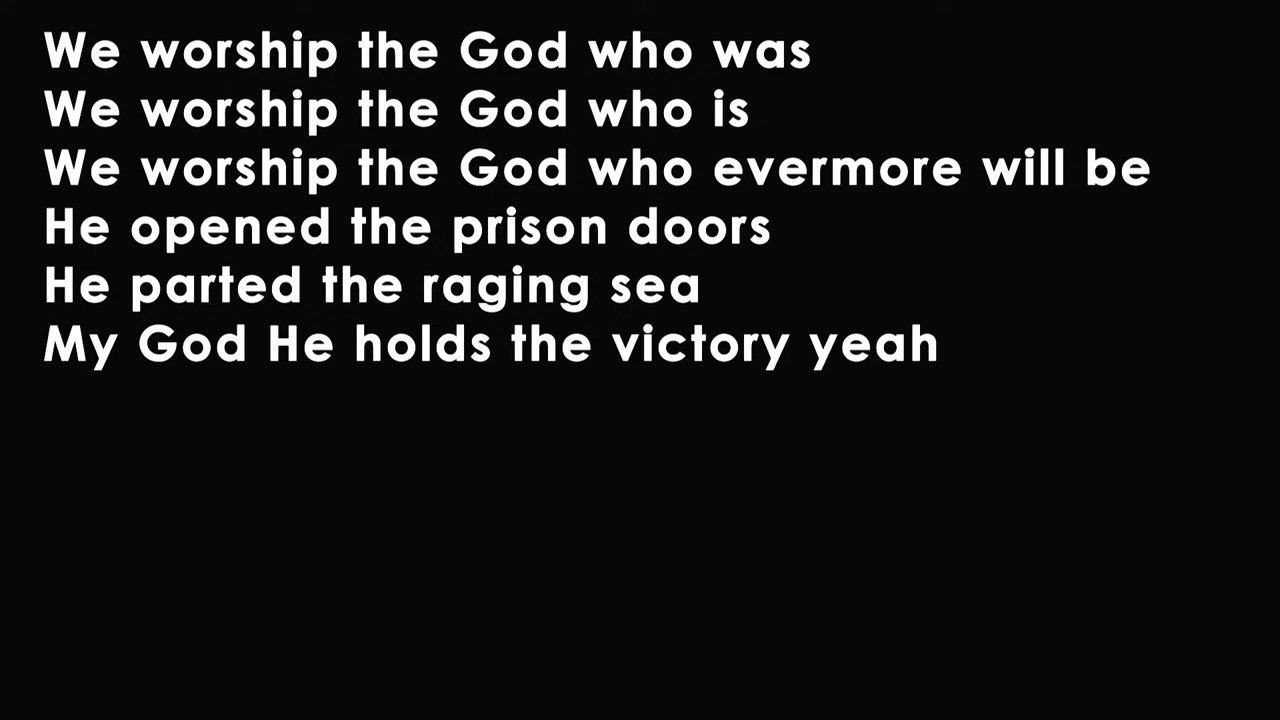 We worship the God who was
We worship the God who is
We worship the God who evermore will be
He opened the prison doors
He parted the raging sea
My God He holds the victory yeah